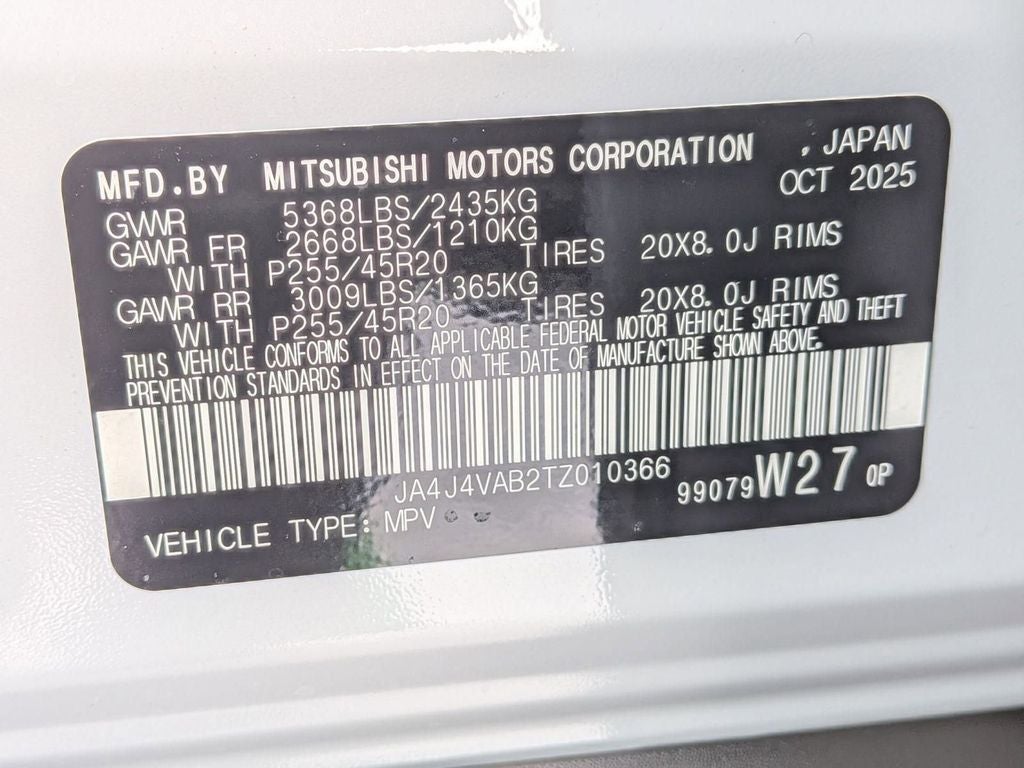 MFD.BY MITSUBISHI MOTORS CORPORATION , JAPAN
OCT 2025
GVWR 5368LBS/2435KG
GAWR FR 2668LBS/1210KG
WITH P255/45R20 TIRES 20X8.0J RIMS
GAWR RR 3009LBS/1365KG
WITH P255/45R20 TIRES 20X8.0J RIMS
THIS VEHICLE CONFORMS TO ALL APPLICABLE FEDERAL MOTOR VEHICLE SAFETY AND THEFT
PREVENTION STANDARDS IN EFFECT ON THE DATE OF MANUFACTURE SHOWN ABOVE.
JA4J4VAB2TZ010366
99079 W27 0P
VEHICLE TYPE: MPV